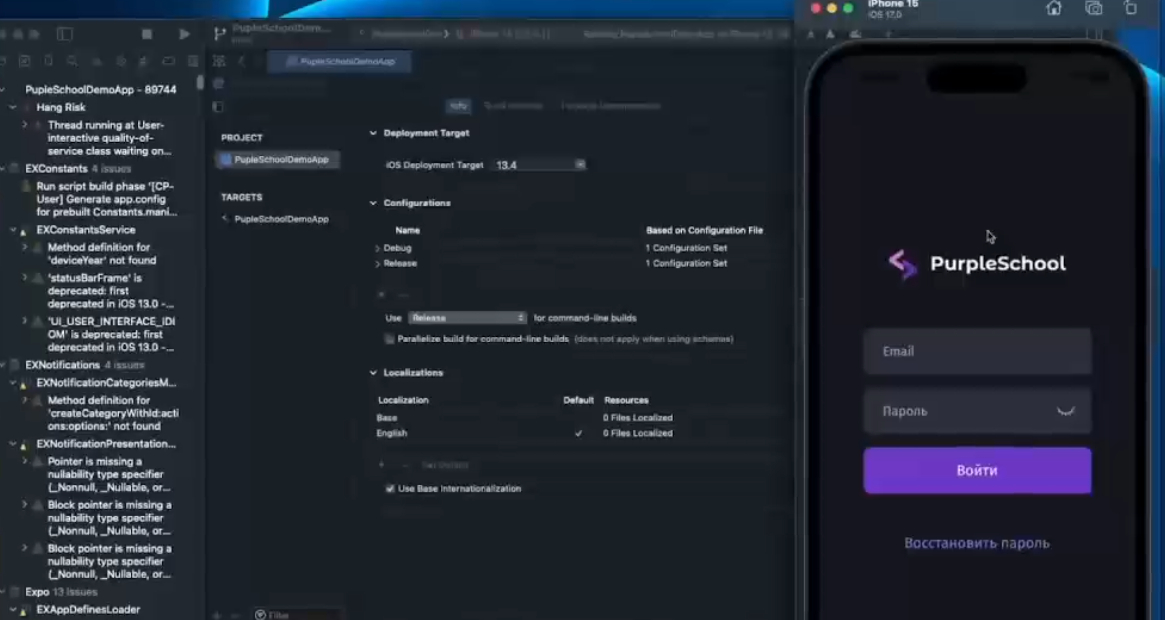 iPhone 15
iOS 17.0
PupleSchoolDemoApp
PupleSchoolDemoApp - 89744
Hang Risk
Thread running at User-
interactive quality-of-
service class waiting on...
EXConstants 4 issues
Run script build phase '[CP-
User] Generate app.config
for prebuilt Constants.mani...
EXConstantsService
Method definition for
'deviceYear' not found
'statusBarFrame' is
deprecated: first
deprecated in iOS 13.0 -...
'UI_USER_INTERFACE_IDI
OM' is deprecated: first
deprecated in iOS 13.0 -...
EXNotifications 4 issues
EXNotificationCategoriesM...
Method definition for
'createCategoryWithId:acti
ons:options:' not found
EXNotificationPresentation...
Pointer is missing a
nullability type specifier
(_Nonnull, _Nullable, or...
Block pointer is missing a
nullability type specifier
(_Nonnull, _Nullable, or...
Block pointer is missing a
nullability type specifier
(_Nonnull, _Nullable, or...
Expo 13 issues
EXAppDefinesLoader
PROJECT
PupleSchoolDemoApp
TARGETS
PupleSchoolDemoApp
Info
Deployment Target
iOS Deployment Target 13.4
Configurations
Name Based on Configuration File
Debug 1 Configuration Set
Release 1 Configuration Set
Use Release for command-line builds
Parallelize build for command-line builds (does not apply when using schemes)
Localizations
Localization Default Resources
Base 0 Files Localized
English 0 Files Localized
Use Base Internationalization
Filter
PurpleSchool
Email
Пароль
Войти
Восстановить пароль